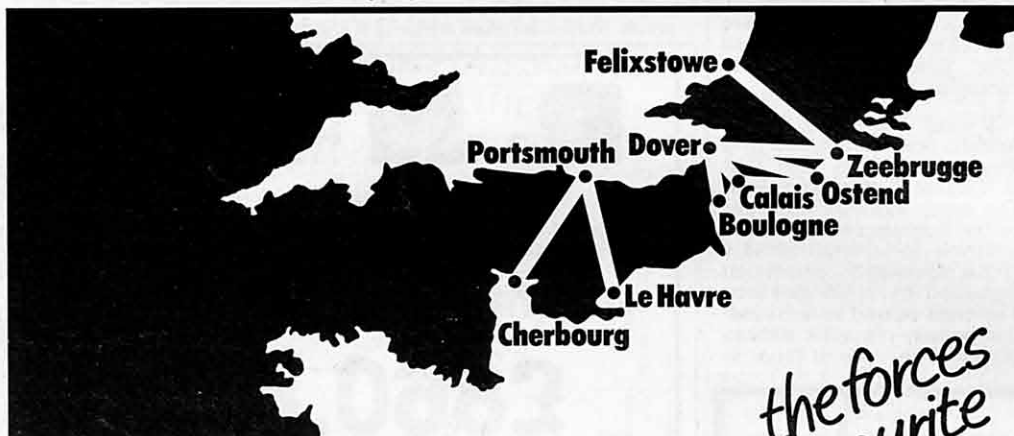 Felixstowe
Portsmouth
Dover
Zeebrugge
Calais
Ostend
Boulogne
Le Havre
Cherbourg
the forces